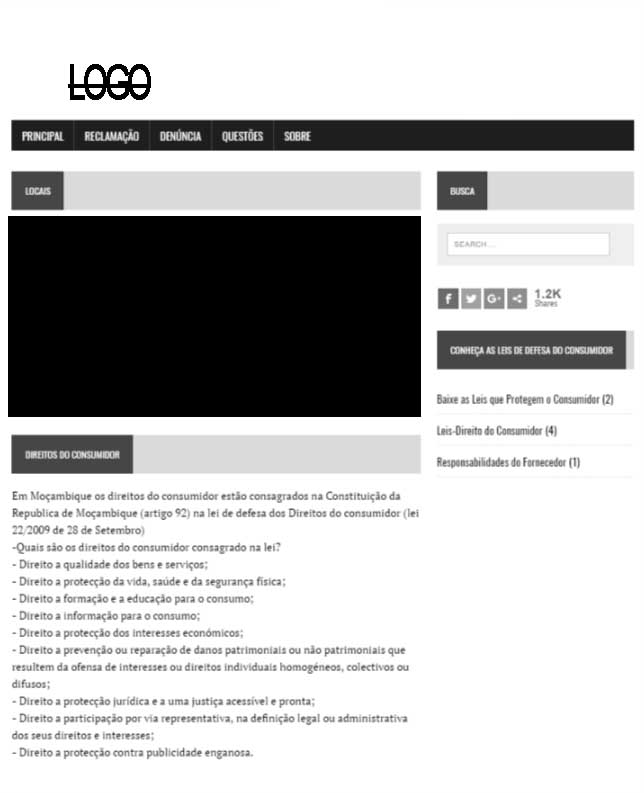 LOGO
PRINCIPAL RECLAMAÇÃO DENÚNCIA QUESTÕES SOBRE
LOCAIS
DIREITOS DO CONSUMIDOR
Em Moçambique os direitos do consumidor estão consagrados na Constituição da
Republica de Moçambique (artigo 92) na lei de defesa dos Direitos do consumidor (lei
22/2009 de 28 de Setembro)
-Quais são os direitos do consumidor consagrado na lei?
- Direito a qualidade dos bens e serviços;
- Direito a protecção da vida, saúde e da segurança física;
- Direito a formação e a educação para o consumo;
- Direito a informação para o consumo;
- Direito a protecção dos interesses económicos;
- Direito a prevenção ou reparação de danos patrimoniais ou não patrimoniais que
resultem da ofensa de interesses ou direitos individuais homogéneos, colectivos ou
difusos;
- Direito a protecção jurídica e a uma justiça acessível e pronta;
- Direito a participação por via representativa, na definição legal ou administrativa
dos seus direitos e interesses;
- Direito a protecção contra publicidade enganosa.
BUSCA
SEARCH...
1.2K
Shares
CONHEÇA AS LEIS DE DEFESA DO CONSUMIDOR
Baixe as Leis que Protegem o Consumidor (2)
Leis-Direito do Consumidor (4)
Responsabilidades do Fornecedor (1)